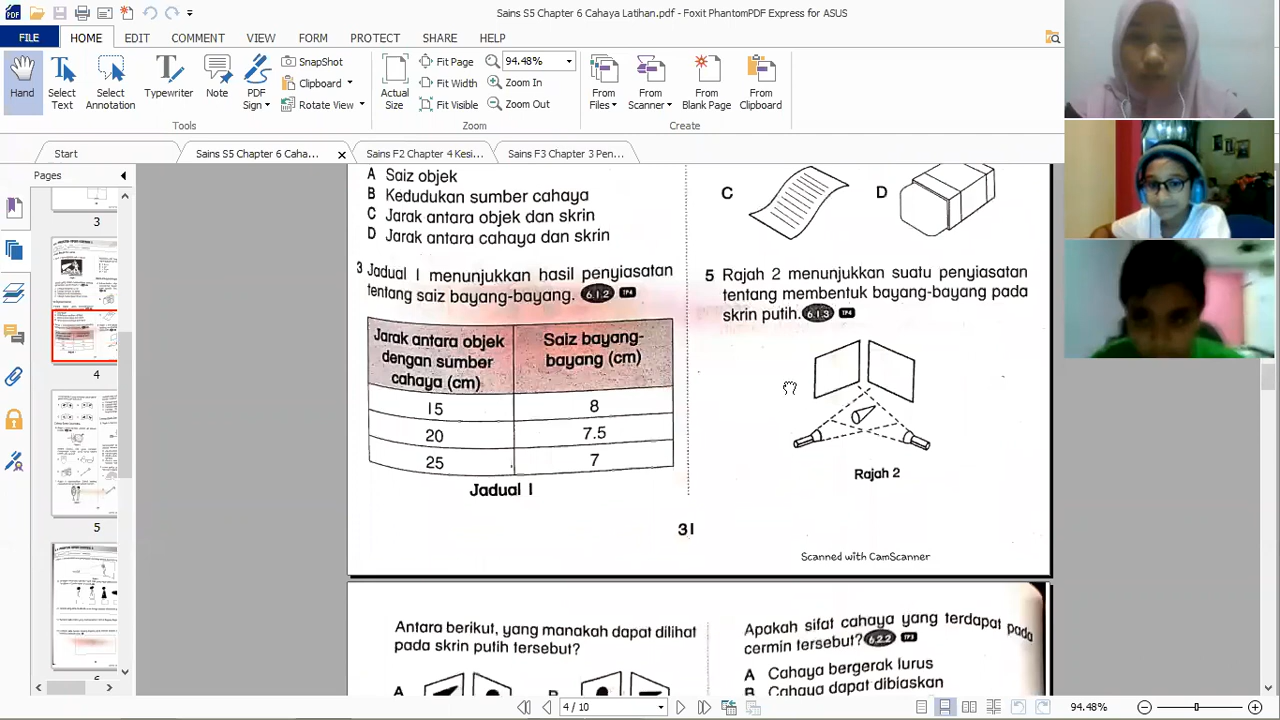 Sains S5 Chapter 6 Cahaya Latihan.pdf - Foxit PhantomPDF Express for ASUS
FILE HOME EDIT COMMENT VIEW FORM PROTECT SHARE HELP
Hand
Select Text
Select Annotation
Typewriter
Note
PDF Sign
SnapShot
Clipboard
Rotate View
Tools
Actual Size
Fit Page
Fit Width
Fit Visible
94.48%
Zoom In
Zoom Out
Zoom
From Files
From Scanner
From Blank Page
From Clipboard
Create
Start
Sains S5 Chapter 6 Caha...
Sains F2 Chapter 4 Kesi...
Sains F3 Chapter 3 Pen...
Pages
3
4
5
6
A Saiz objek
B Kedudukan sumber cahaya
C Jarak antara objek dan skrin
D Jarak antara cahaya dan skrin
3 Jadual 1 menunjukkan hasil penyiasatan
tentang saiz bayang-bayang. 6.1.2 TP4
Jarak antara objek
dengan sumber
cahaya (cm)
Saiz bayang-
bayang (cm)
15 8
20 7.5
25 7
Jadual 1
C
D
5 Rajah 2 menunjukkan suatu penyiasatan
tentang membentuk bayang-bayang pada
skrin putih. 6.1.3 TP4
Rajah 2
31
nned with CamScanner
Antara berikut, yang manakah dapat dilihat
pada skrin putih tersebut?
A
B
Apakah sifat cahaya yang terdapat pada
cermin tersebut? 6.2.2 TP3
A Cahaya bergerak lurus
B Cahaya dapat dibiaskan
4 / 10
94.48%